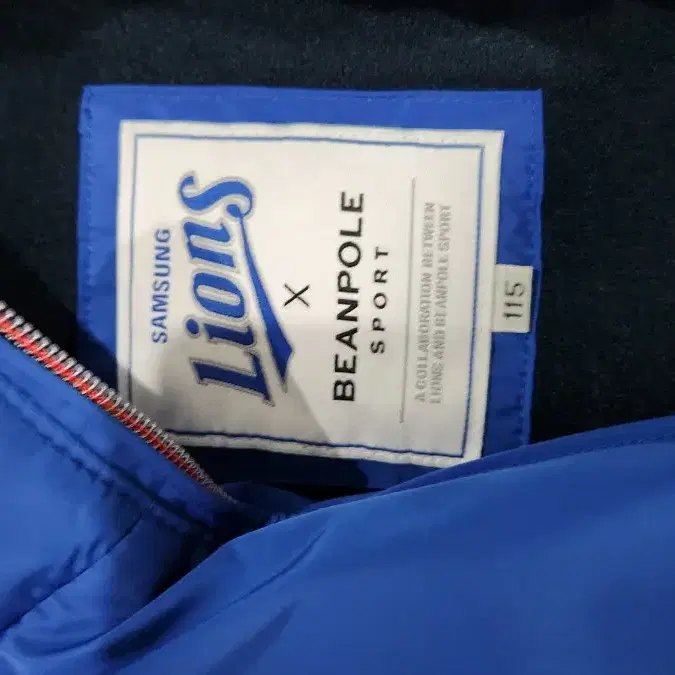 SAMSUNG
Lions
X
BEANPOLE
SPORT
A COLLABORATION BETWEEN
LIONS AND BEANPOLE SPORT
115